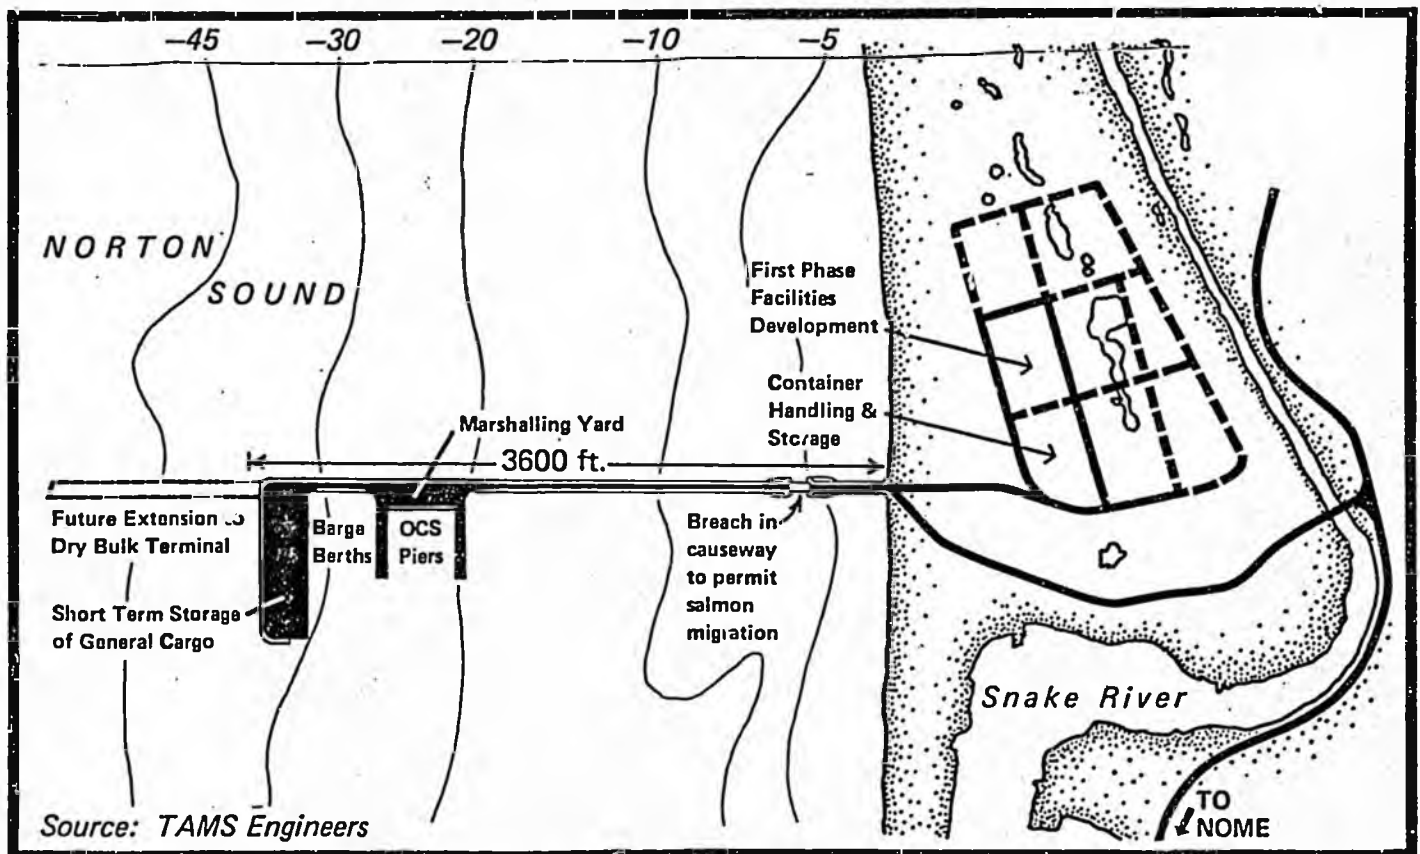 –45 –30 –20 –10 –5
NORTON
SOUND
First Phase
Facilities
Development
Container
Handling &
Storage
Marshalling Yard
3600 ft.
Future Extension to
Dry Bulk Terminal
Barge
Berths
OCS
Piers
Breach in
causeway
to permit
salmon
migration
Short Term Storage
of General Cargo
Snake River
TO
NOME
Source: TAMS Engineers